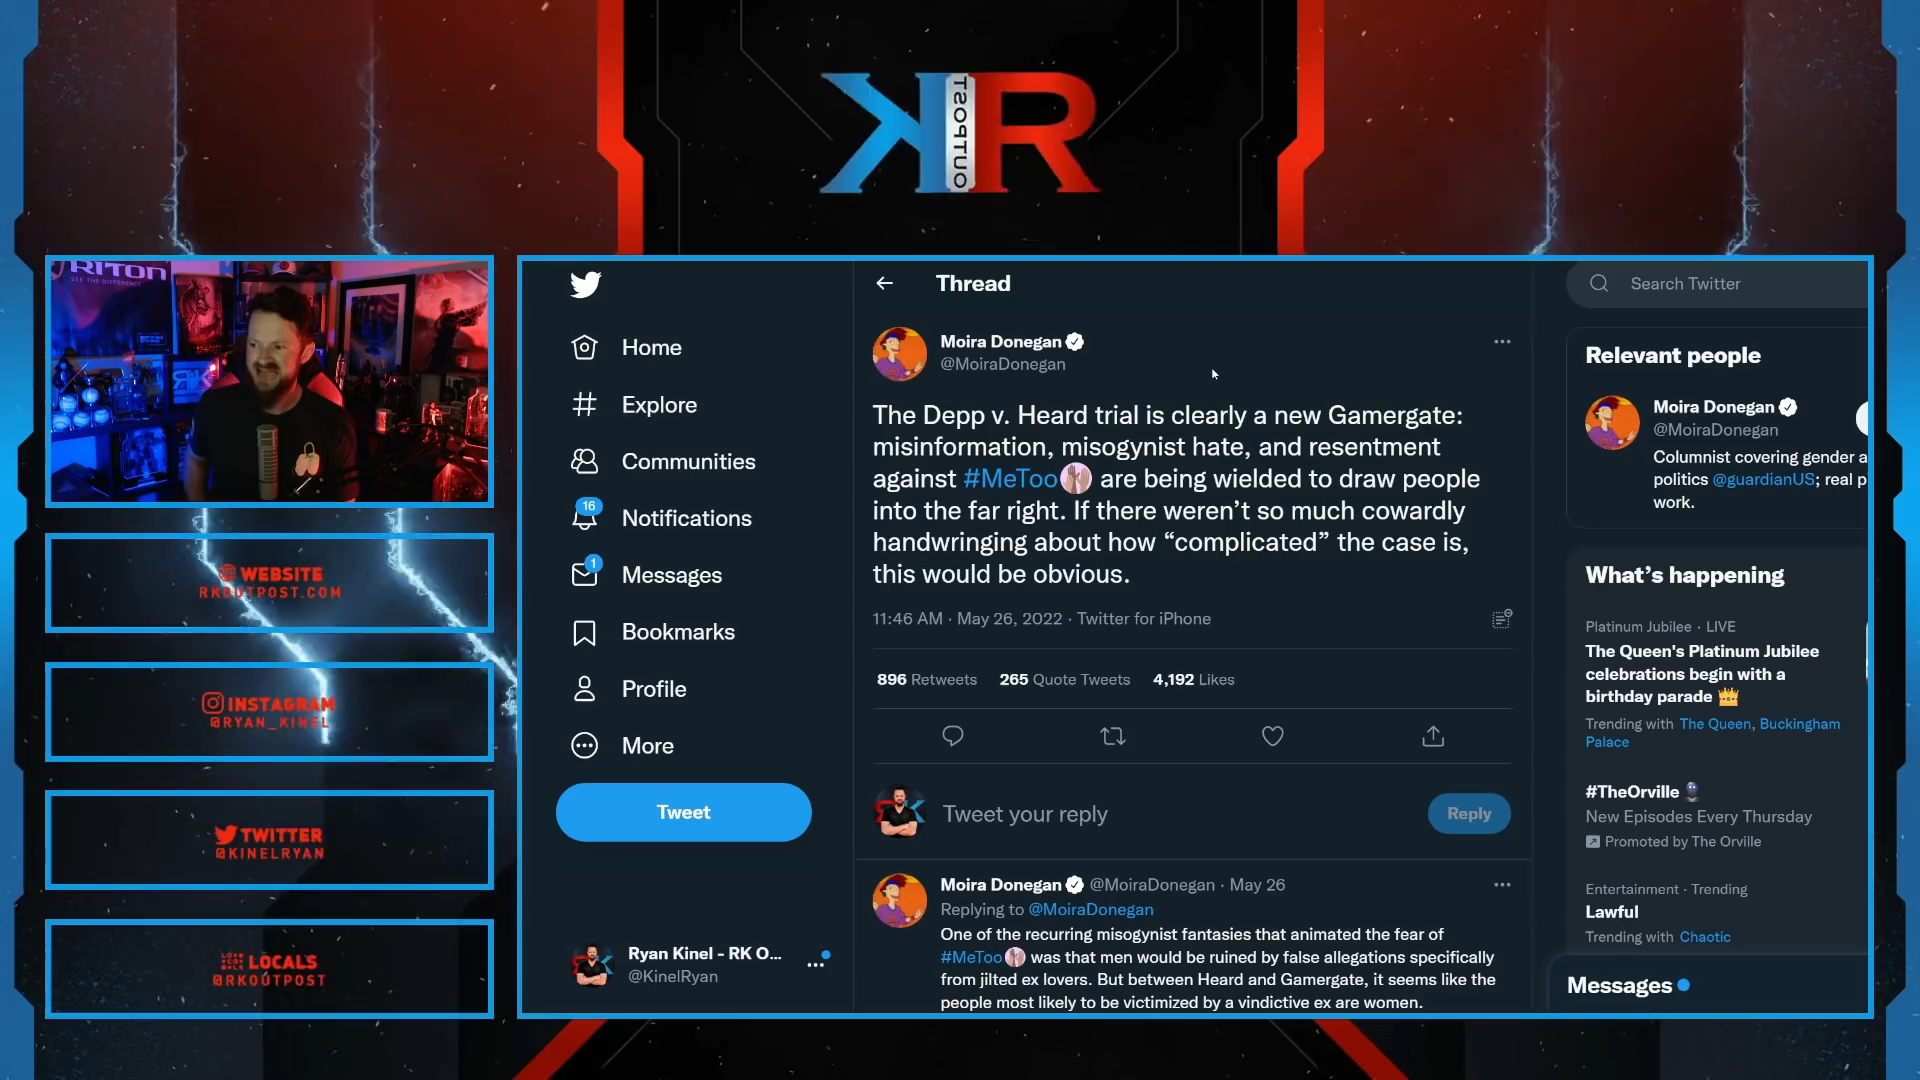 K OUTPOST R
RITON
SEE THE DIFFERENCE
WEBSITE
RKOUTPOST.COM
INSTAGRAM
@RYAN_KINEL
TWITTER
@KINELRYAN
LOCALS
@RKOUTPOST
Home
Explore
Communities
16
Notifications
1
Messages
Bookmarks
Profile
More
Tweet
Ryan Kinel - RK O...
@KinelRyan
Thread
Moira Donegan
@MoiraDonegan
The Depp v. Heard trial is clearly a new Gamergate:
misinformation, misogynist hate, and resentment
against #MeToo are being wielded to draw people
into the far right. If there weren’t so much cowardly
handwringing about how “complicated” the case is,
this would be obvious.
11:46 AM · May 26, 2022 · Twitter for iPhone
896 Retweets 265 Quote Tweets 4,192 Likes
Tweet your reply
Reply
Moira Donegan @MoiraDonegan · May 26
Replying to @MoiraDonegan
One of the recurring misogynist fantasies that animated the fear of
#MeToo was that men would be ruined by false allegations specifically
from jilted ex lovers. But between Heard and Gamergate, it seems like the
people most likely to be victimized by a vindictive ex are women.
Search Twitter
Relevant people
Moira Donegan
@MoiraDonegan
Columnist covering gender a
politics @guardianUS; real p
work.
What’s happening
Platinum Jubilee · LIVE
The Queen's Platinum Jubilee
celebrations begin with a
birthday parade
Trending with The Queen, Buckingham
Palace
#TheOrville
New Episodes Every Thursday
Promoted by The Orville
Entertainment · Trending
Lawful
Trending with Chaotic
Messages